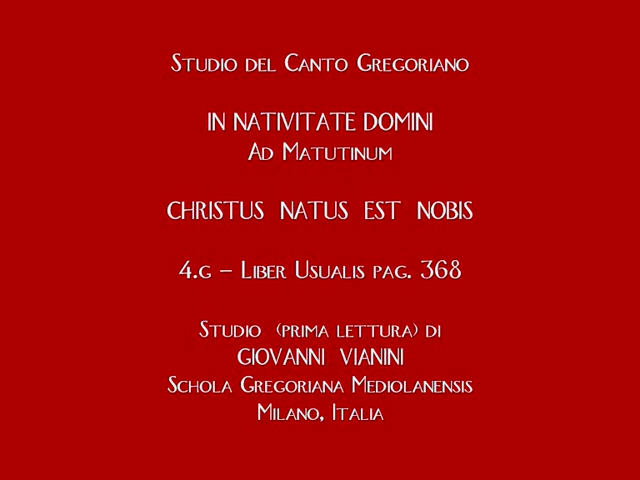 Studio del Canto Gregoriano
IN NATIVITATE DOMINI
Ad Matutinum
CHRISTUS NATUS EST NOBIS
4.g – Liber Usualis pag. 368
Studio (prima lettura) di
GIOVANNI VIANINI
Schola Gregoriana Mediolanensis
Milano, Italia